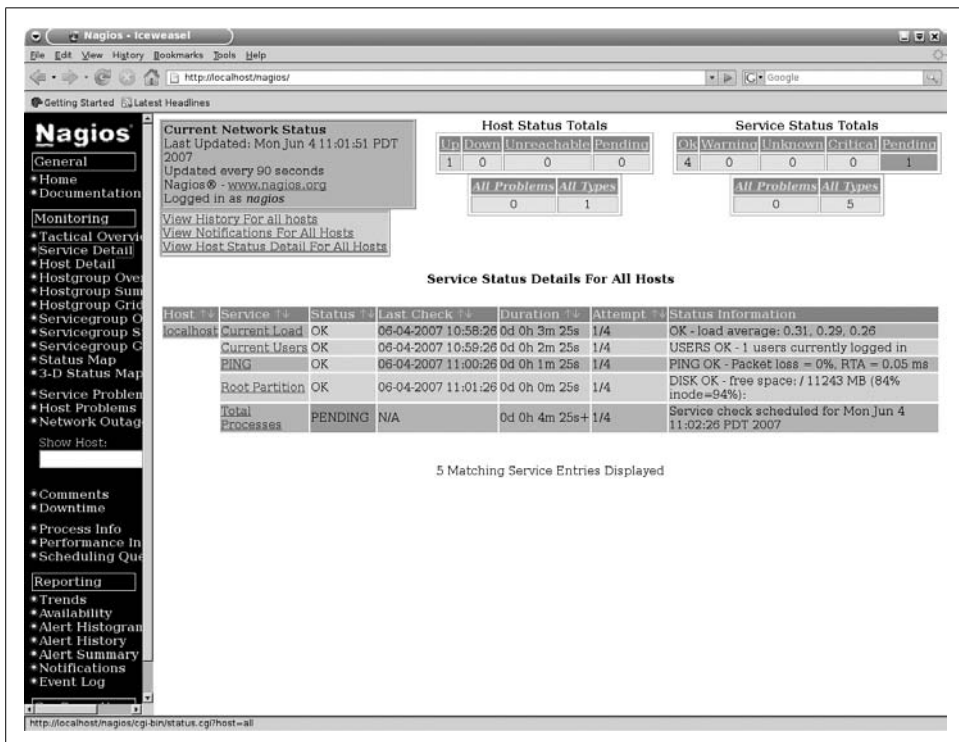 Nagios - Iceweasel
File Edit View History Bookmarks Tools Help
http://localhost/nagios/
Google
Getting Started Latest Headlines
Nagios®
General
Home
Documentation
Monitoring
Tactical Overvi
Service Detail
Host Detail
Hostgroup Over
Hostgroup Sum
Hostgroup Grid
Servicegroup O
Servicegroup S
Servicegroup G
Status Map
3-D Status Map
Service Problem
Host Problems
Network Outag
Show Host:
Comments
Downtime
Process Info
Performance In
Scheduling Que
Reporting
Trends
Availability
Alert Histogram
Alert History
Alert Summary
Notifications
Event Log
Current Network Status
Last Updated: Mon Jun 4 11:01:51 PDT
2007
Updated every 90 seconds
Nagios® - www.nagios.org
Logged in as nagios
View History For all hosts
View Notifications For All Hosts
View Host Status Detail For All Hosts
Host Status Totals
Up Down Unreachable Pending
1 0 0 0
All Problems All Types
0 1
Service Status Totals
Ok Warning Unknown Critical Pending
4 0 0 0 1
All Problems All Types
0 5
Service Status Details For All Hosts
Host Service Status Last Check Duration Attempt Status Information
localhost Current Load OK 06-04-2007 10:58:26 0d 0h 3m 25s 1/4 OK - load average: 0.31, 0.29, 0.26
Current Users OK 06-04-2007 10:59:26 0d 0h 2m 25s 1/4 USERS OK - 1 users currently logged in
PING OK 06-04-2007 11:00:26 0d 0h 1m 25s 1/4 PING OK - Packet loss = 0%, RTA = 0.05 ms
Root Partition OK 06-04-2007 11:01:26 0d 0h 0m 25s 1/4 DISK OK - free space: / 11243 MB (84%
inode=94%):
Total
Processes PENDING N/A 0d 0h 4m 25s+ 1/4 Service check scheduled for Mon Jun 4
11:02:26 PDT 2007
5 Matching Service Entries Displayed
http://localhost/nagios/cgi-bin/status.cgi?host=all